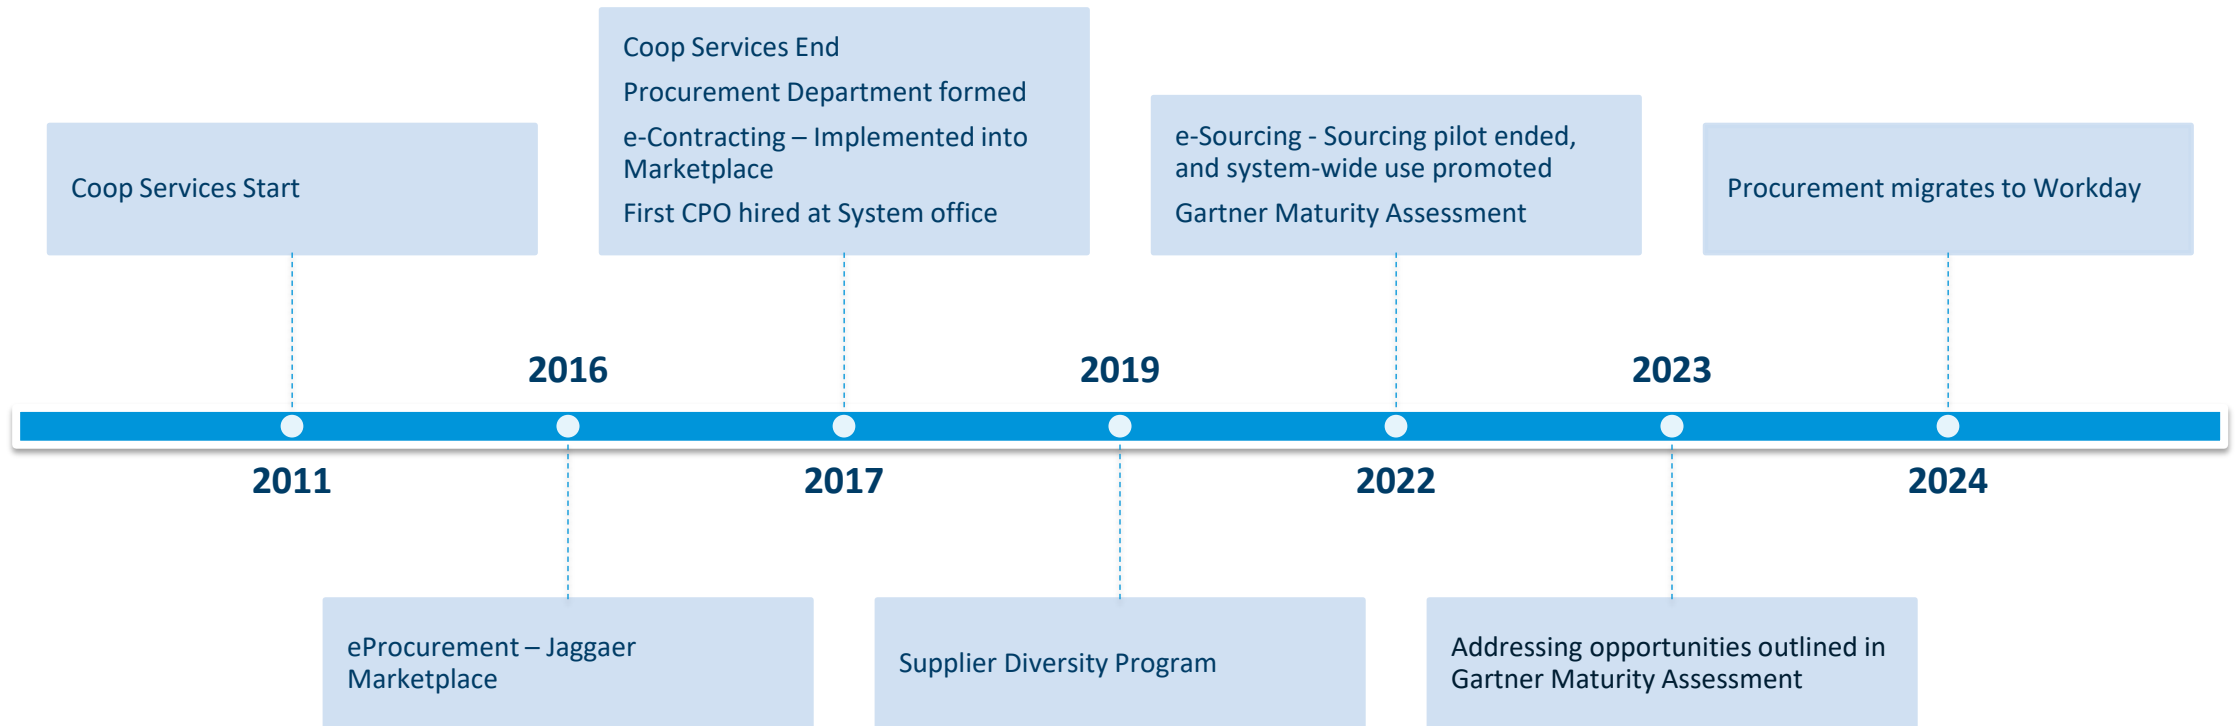 Coop Services Start
Coop Services End
Procurement Department formed
e-Contracting – Implemented into
Marketplace
First CPO hired at System office
e-Sourcing - Sourcing pilot ended,
and system-wide use promoted
Gartner Maturity Assessment
Procurement migrates to Workday
2016
2019
2023
2011
2017
2022
2024
eProcurement – Jaggaer
Marketplace
Supplier Diversity Program
Addressing opportunities outlined in
Gartner Maturity Assessment